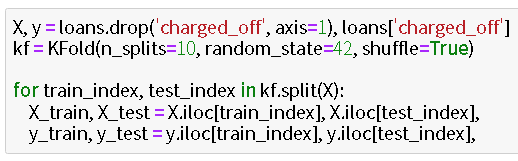 X, y = loans.drop('charged_off', axis=1), loans['charged_off']
kf = KFold(n_splits=10, random_state=42, shuffle=True)

for train_index, test_index in kf.split(X):
    X_train, X_test = X.iloc[train_index], X.iloc[test_index],
    y_train, y_test = y.iloc[train_index], y.iloc[test_index],